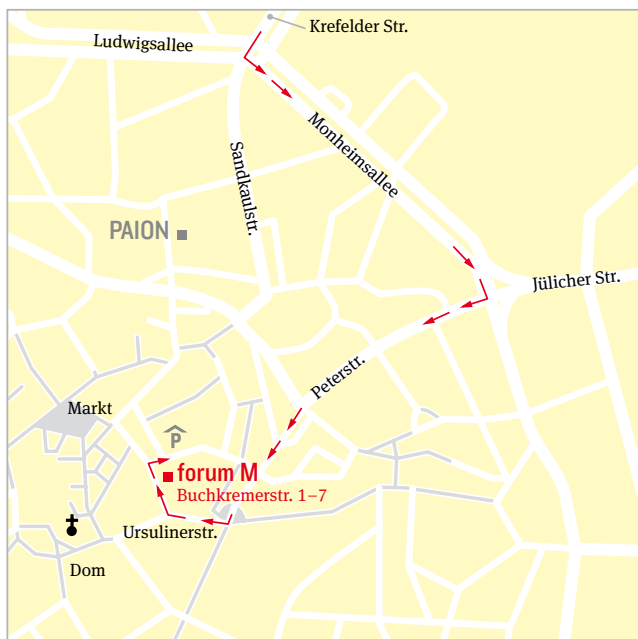 Krefelder Str.
Ludwigsallee
Monheimsallee
Sandkaulstr.
PAION
Jülicher Str.
Peterstr.
Markt
P
forum M
Buchkremerstr. 1–7
Ursulinerstr.
Dom